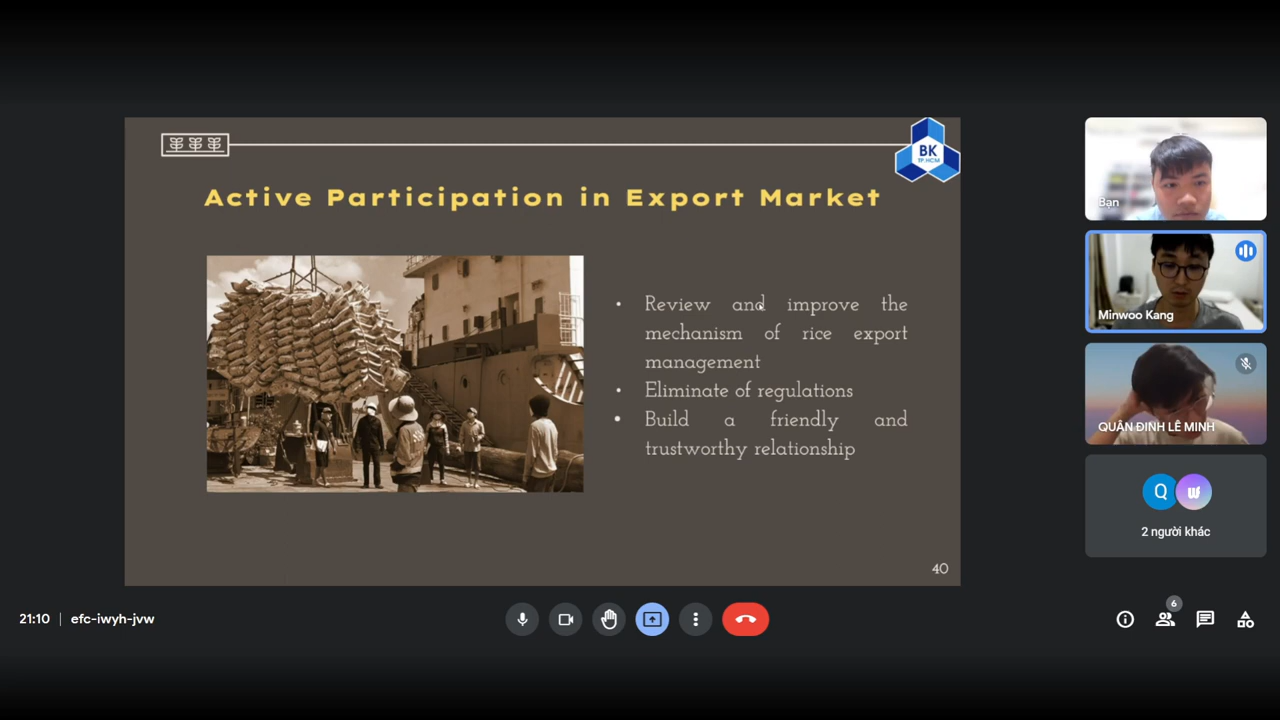 BK
TP.HCM
Active Participation in Export Market
• Review and improve the
mechanism of rice export
management
• Eliminate of regulations
• Build a friendly and
trustworthy relationship
40
Bạn
Minwoo Kang
QUÂN ĐINH LÊ MINH
Q
2 người khác
21:10 | efc-iwyh-jvw
6